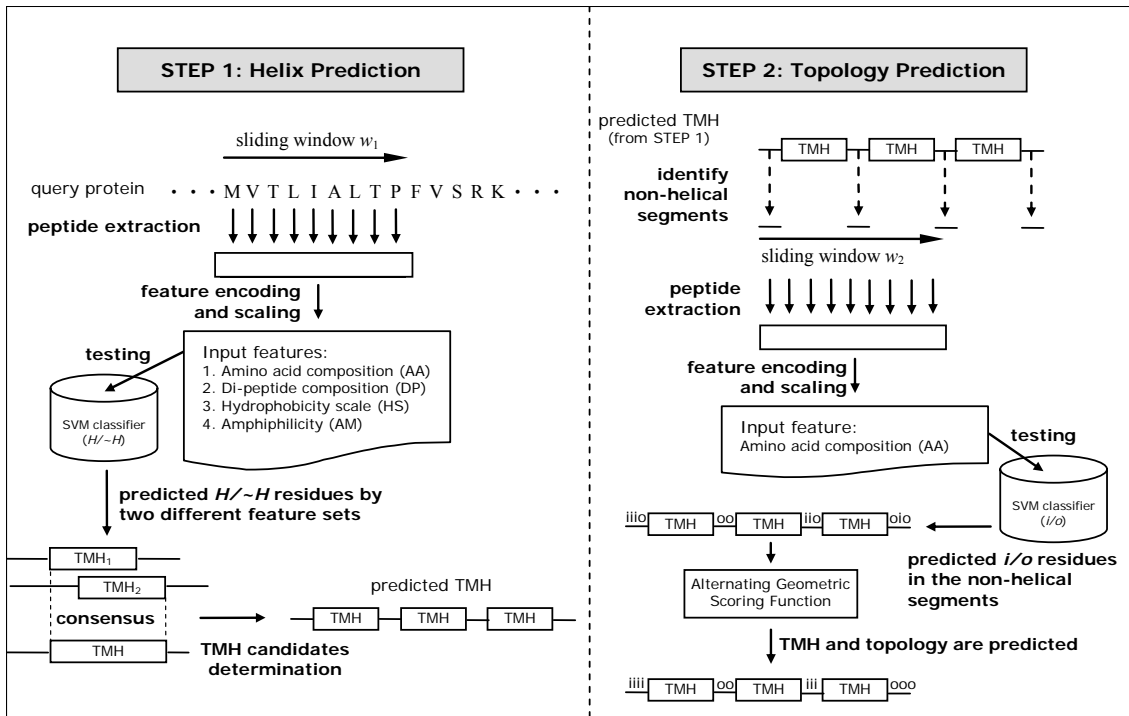 STEP 1: Helix Prediction
sliding window w1
query protein · · · M V T L I A L T P F V S R K · · ·
peptide extraction
feature encoding
and scaling
testing
Input features:
1. Amino acid composition (AA)
2. Di-peptide composition (DP)
3. Hydrophobicity scale (HS)
4. Amphiphilicity (AM)
SVM classifier
(H/~H)
predicted H/~H residues by
two different feature sets
TMH1
TMH2
consensus
TMH
TMH candidates
determination
predicted TMH
TMH TMH TMH
STEP 2: Topology Prediction
predicted TMH
(from STEP 1)
TMH TMH TMH
identify
non-helical
segments
sliding window w2
peptide
extraction
feature encoding
and scaling
Input feature:
Amino acid composition (AA)
testing
SVM classifier
(i/o)
iiio TMH oo TMH iio TMH oio
predicted i/o residues
in the non-helical
segments
Alternating Geometric
Scoring Function
TMH and topology are predicted
iiii TMH oo TMH iii TMH ooo